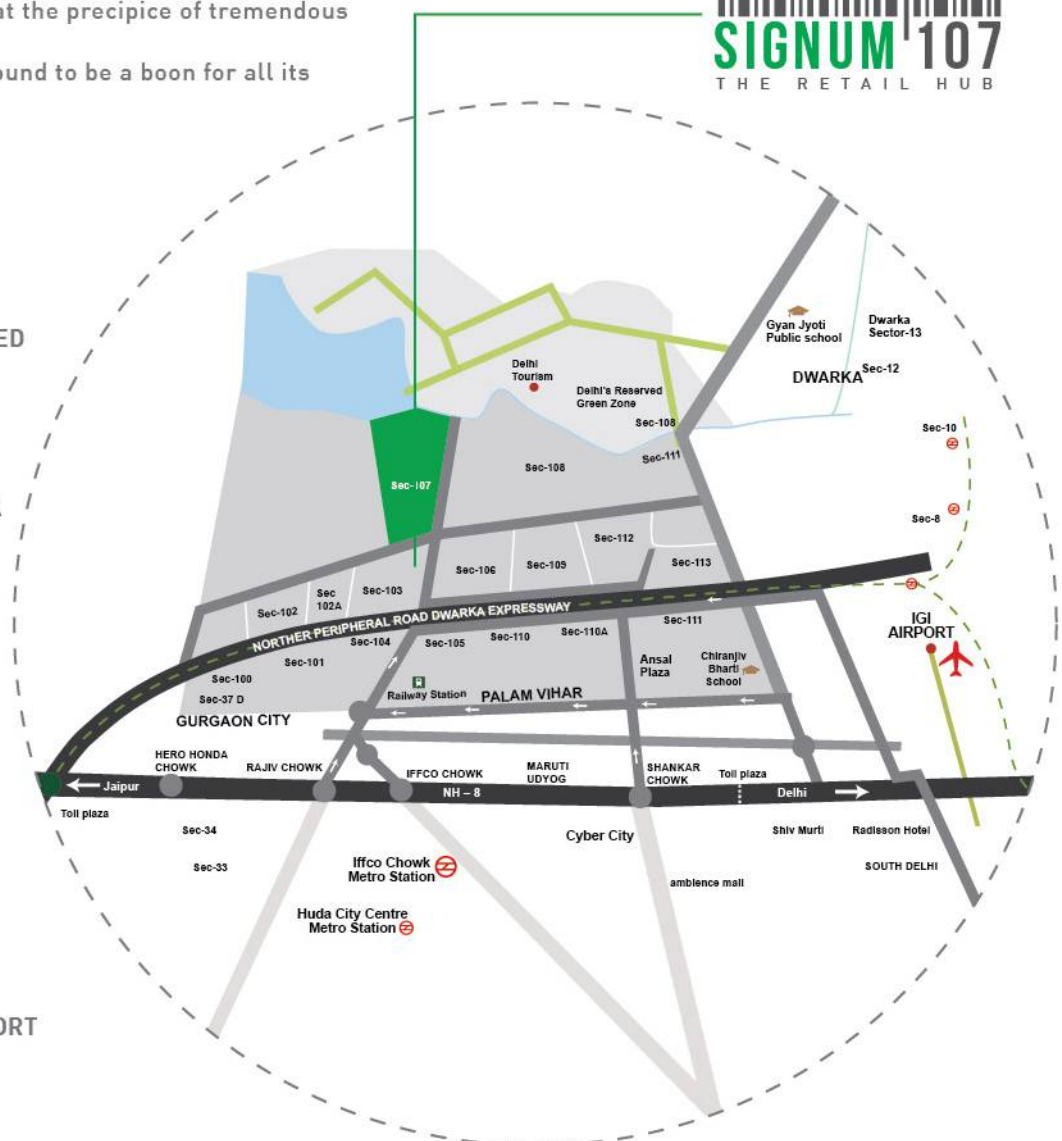 at the precipice of tremendous
ound to be a boon for all its
SIGNUM 107
THE RETAIL HUB
ED
Gyan Jyoti
Public school
Dwarka
Sector-13
DWARKA
Sec-12
Delhi
Tourism
Delhi's Reserved
Green Zone
Sec-108
Sec-10
Sec-111
Sec-108
Sec-107
Sec-8
Sec-112
Sec-106
Sec-109
Sec-113
Sec-103
Sec
102A
Sec-102
NORTHER PERIPHERAL ROAD DWARKA EXPRESSWAY
IGI
AIRPORT
Sec-111
Sec-110A
Sec-110
Sec-105
Sec-104
Sec-101
Sec-100
Sec-37 D
Ansal
Plaza
Chiranjiv
Bharti
School
Railway Station
PALAM VIHAR
GURGAON CITY
HERO HONDA
CHOWK
RAJIV CHOWK
IFFCO CHOWK
MARUTI
UDYOG
SHANKAR
CHOWK
Toll plaza
Jaipur
NH – 8
Delhi
Toll plaza
Sec-34
Cyber City
Shiv Murti
Radisson Hotel
Sec-33
Iffco Chowk
Metro Station
SOUTH DELHI
ambience mall
Huda City Centre
Metro Station
ORT